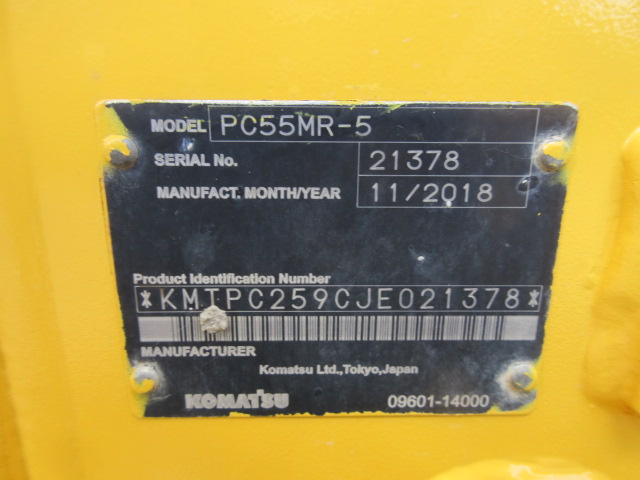 MODEL PC55MR-5
SERIAL No. 21378
MANUFACT. MONTH/YEAR 11/2018
Product Identification Number
*KMTPC259CJE021378*
MANUFACTURER
Komatsu Ltd.,Tokyo,Japan
KOMATSU 09601-14000